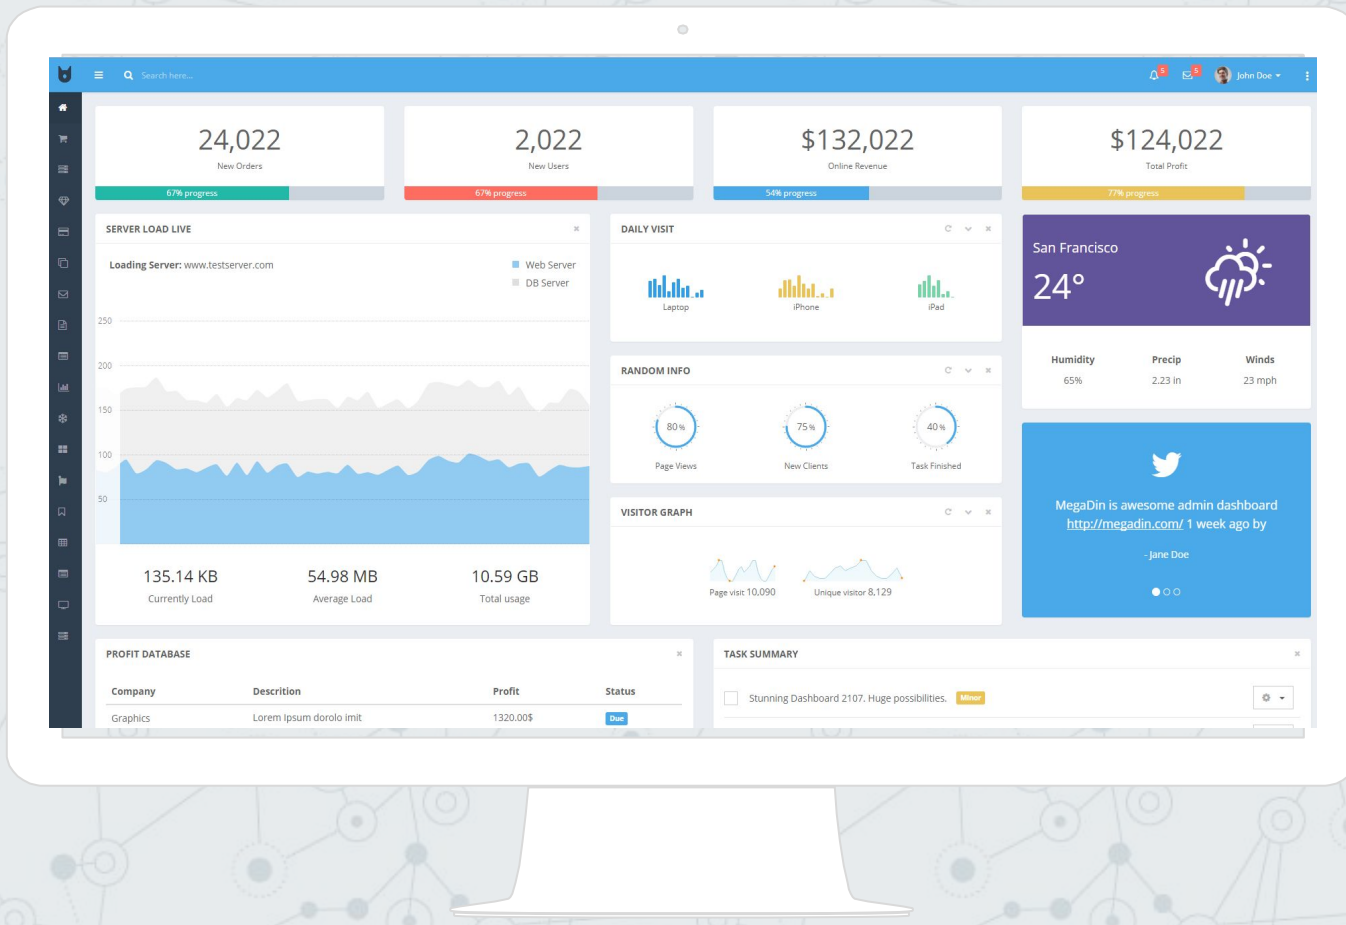 Search here...
5
5
John Doe
24,022
New Orders
67% progress
2,022
New Users
67% progress
$132,022
Online Revenue
54% progress
$124,022
Total Profit
77% progress
SERVER LOAD LIVE
Loading Server: www.testserver.com
Web Server
DB Server
250
200
150
100
50
135.14 KB
Currently Load
54.98 MB
Average Load
10.59 GB
Total usage
DAILY VISIT
Laptop
iPhone
iPad
RANDOM INFO
80%
Page Views
75%
New Clients
40%
Task Finished
VISITOR GRAPH
Page visit 10,090
Unique visitor 8,129
San Francisco
24°
Humidity
Precip
Winds
65%
2.23 in
23 mph
MegaDin is awesome admin dashboard
http://megadin.com/ 1 week ago by
- Jane Doe
PROFIT DATABASE
Company Descrition Profit Status
Graphics Lorem Ipsum dorolo imit 1320.00$ Due
TASK SUMMARY
Stunning Dashboard 2107. Huge possibilities. Minor